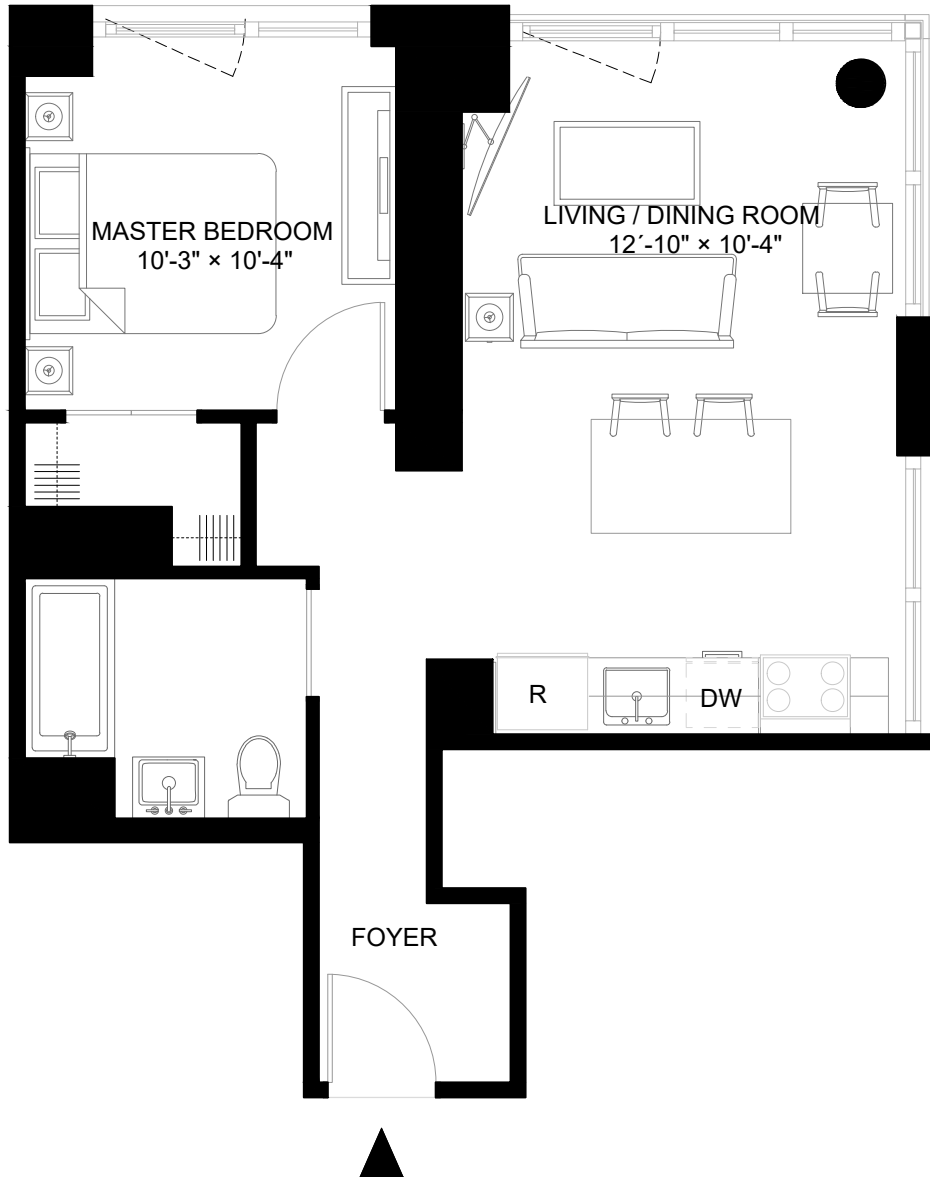 MASTER BEDROOM
10'-3" × 10'-4"
LIVING / DINING ROOM
12´-10" × 10'-4"
R
DW
FOYER